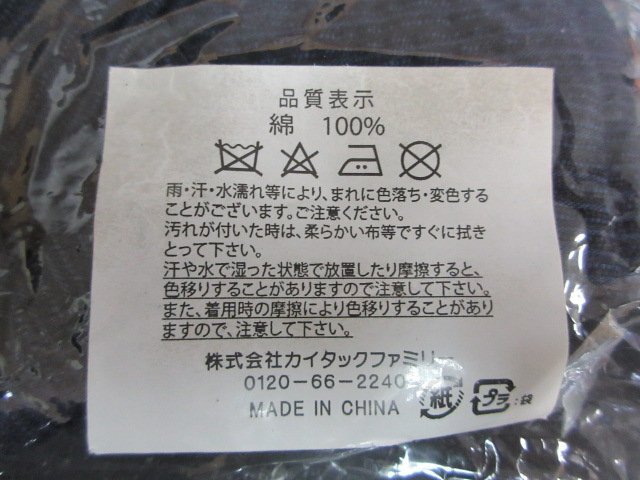 品質表示
綿 100%
雨・汗・水濡れ等により、まれに色落ち・変色する
ことがございます。ご注意ください。
汚れが付いた時は、柔らかい布等ですぐに拭き
とって下さい。
汗や水で湿った状態で放置したり摩擦すると、
色移りすることがありますので注意して下さい。
また、着用時の摩擦により色移りすることがあり
ますので、注意して下さい。
株式会社カイタックファミリー
0120-66-2240
MADE IN CHINA 紙 プラ :袋